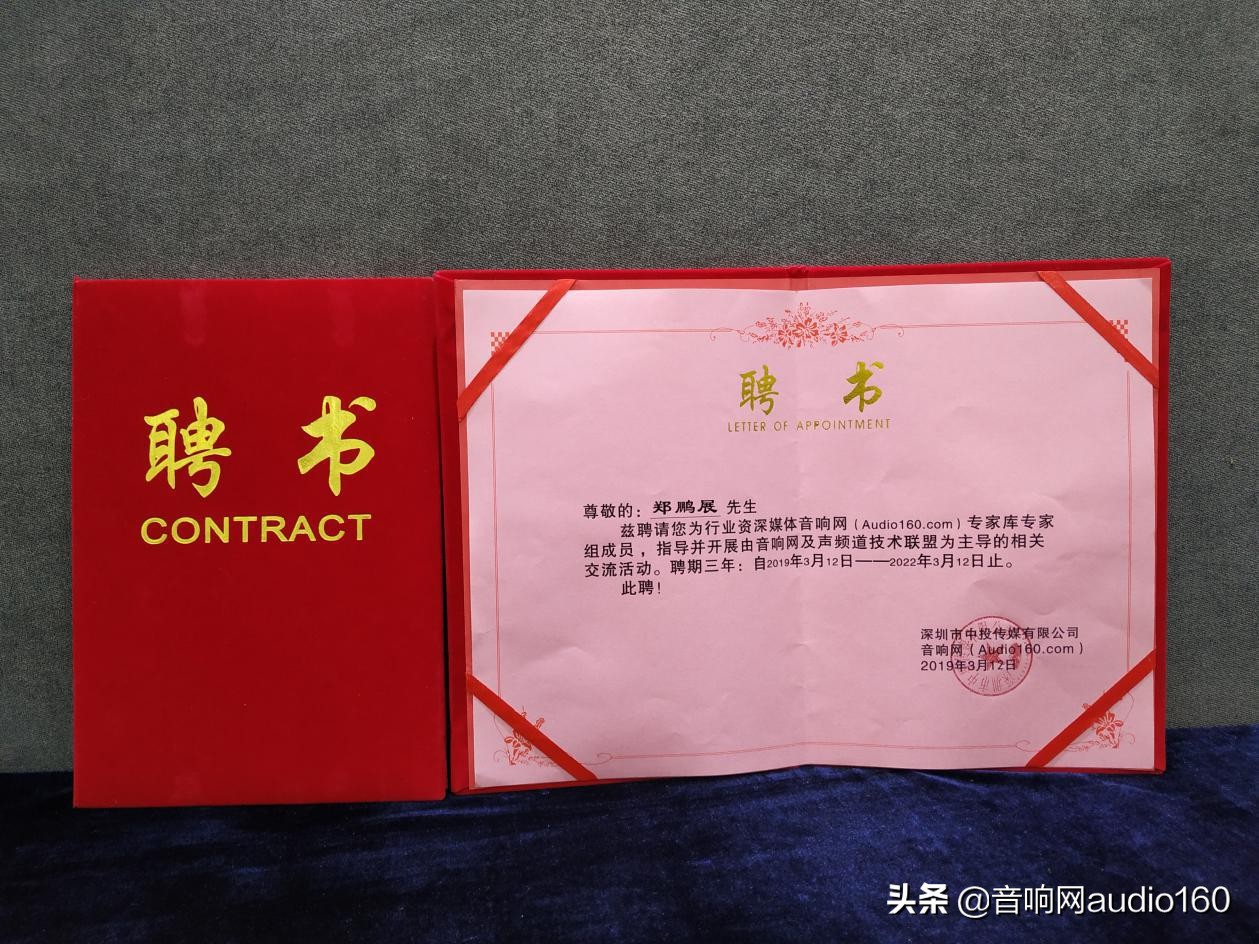 聘 书
CONTRACT
聘 书
LETTER OF APPOINTMENT
尊敬的：郑鹏展 先生
兹聘请您为行业资深媒体音响网（Audio160.com）专家库专家
组成员，指导并开展由音响网及声频道技术联盟为主导的相关
交流活动。聘期三年：自2019年3月12日——2022年3月12日止。
此聘！
深圳市中投传媒有限公司
音响网（Audio160.com）
2019年3月12日
头条 @音响网audio160